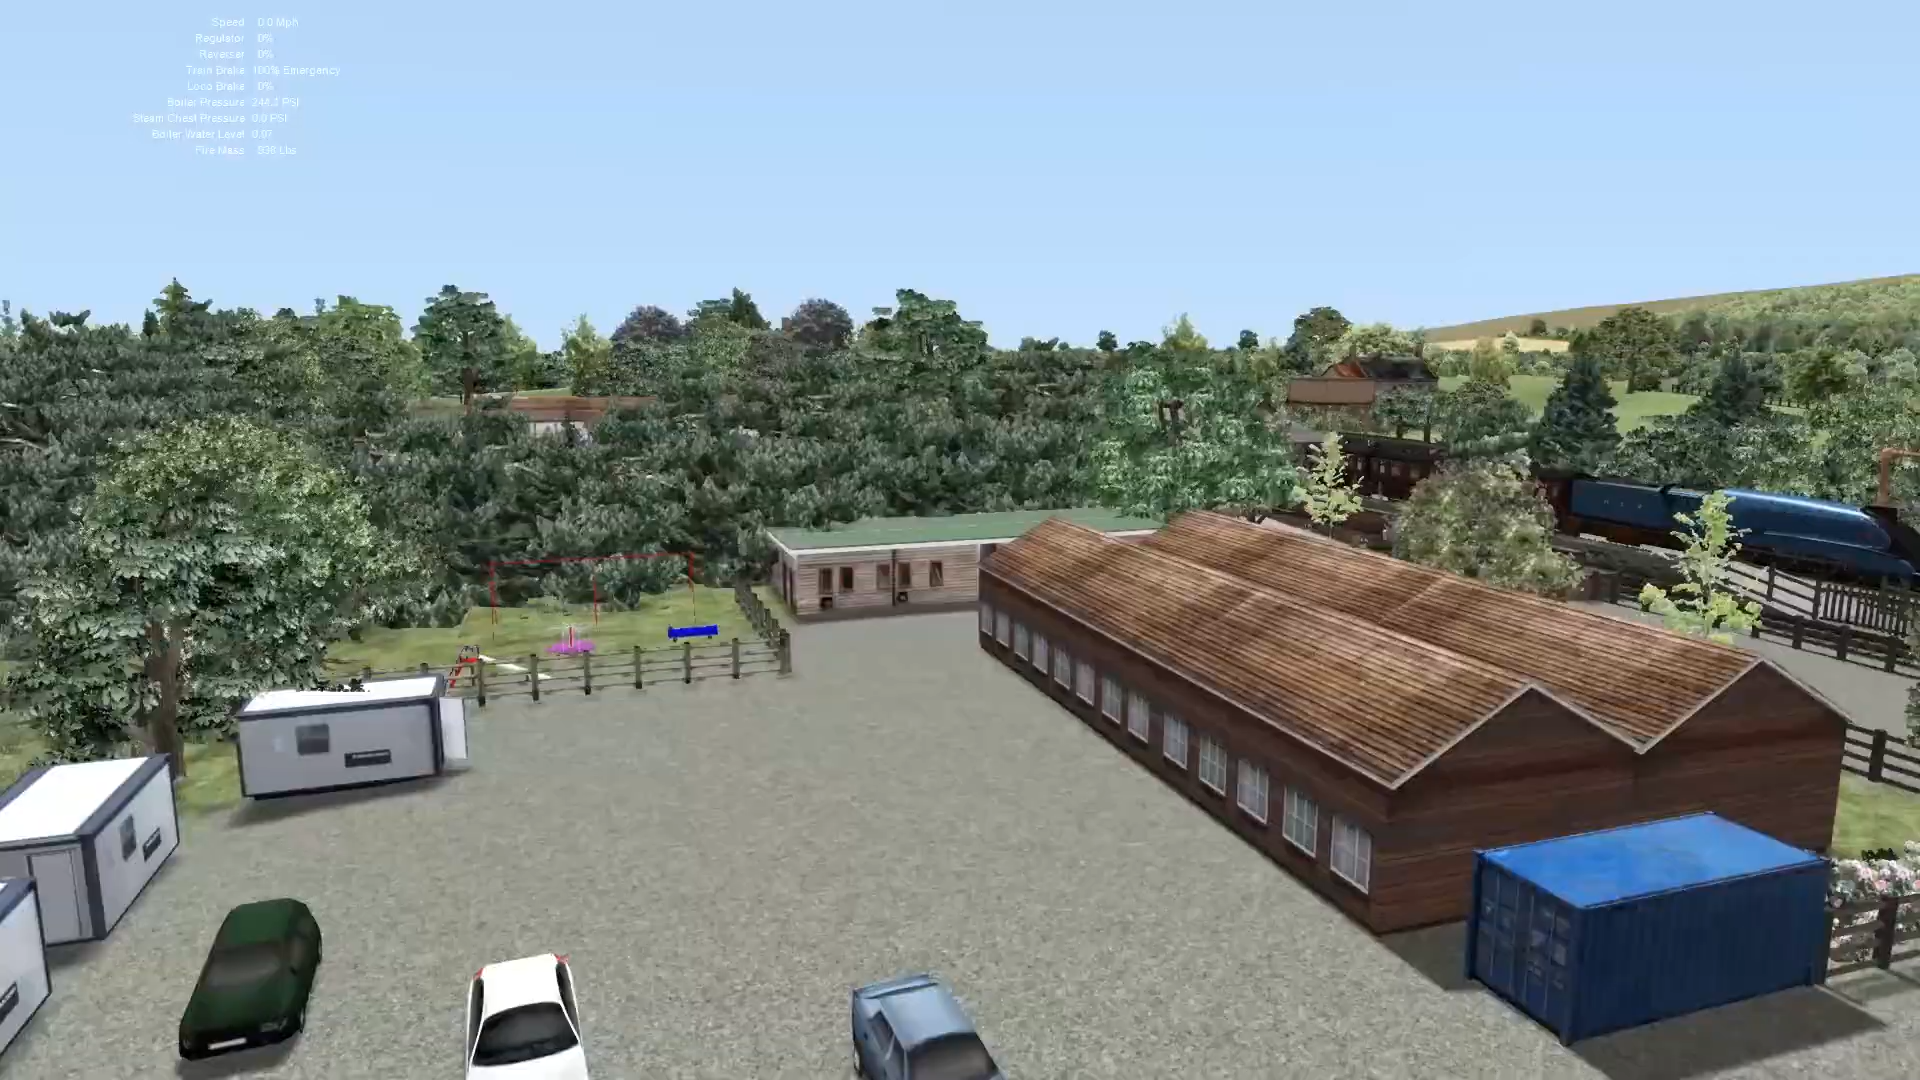 Speed 0.0 Mph
Regulator 0%
Reverser 0%
Train Brake 100% Emergency
Loco Brake 0%
Boiler Pressure 244.1 PSI
Steam Chest Pressure 0.0 PSI
Boiler Water Level 0.97
Fire Mass 838 Lbs